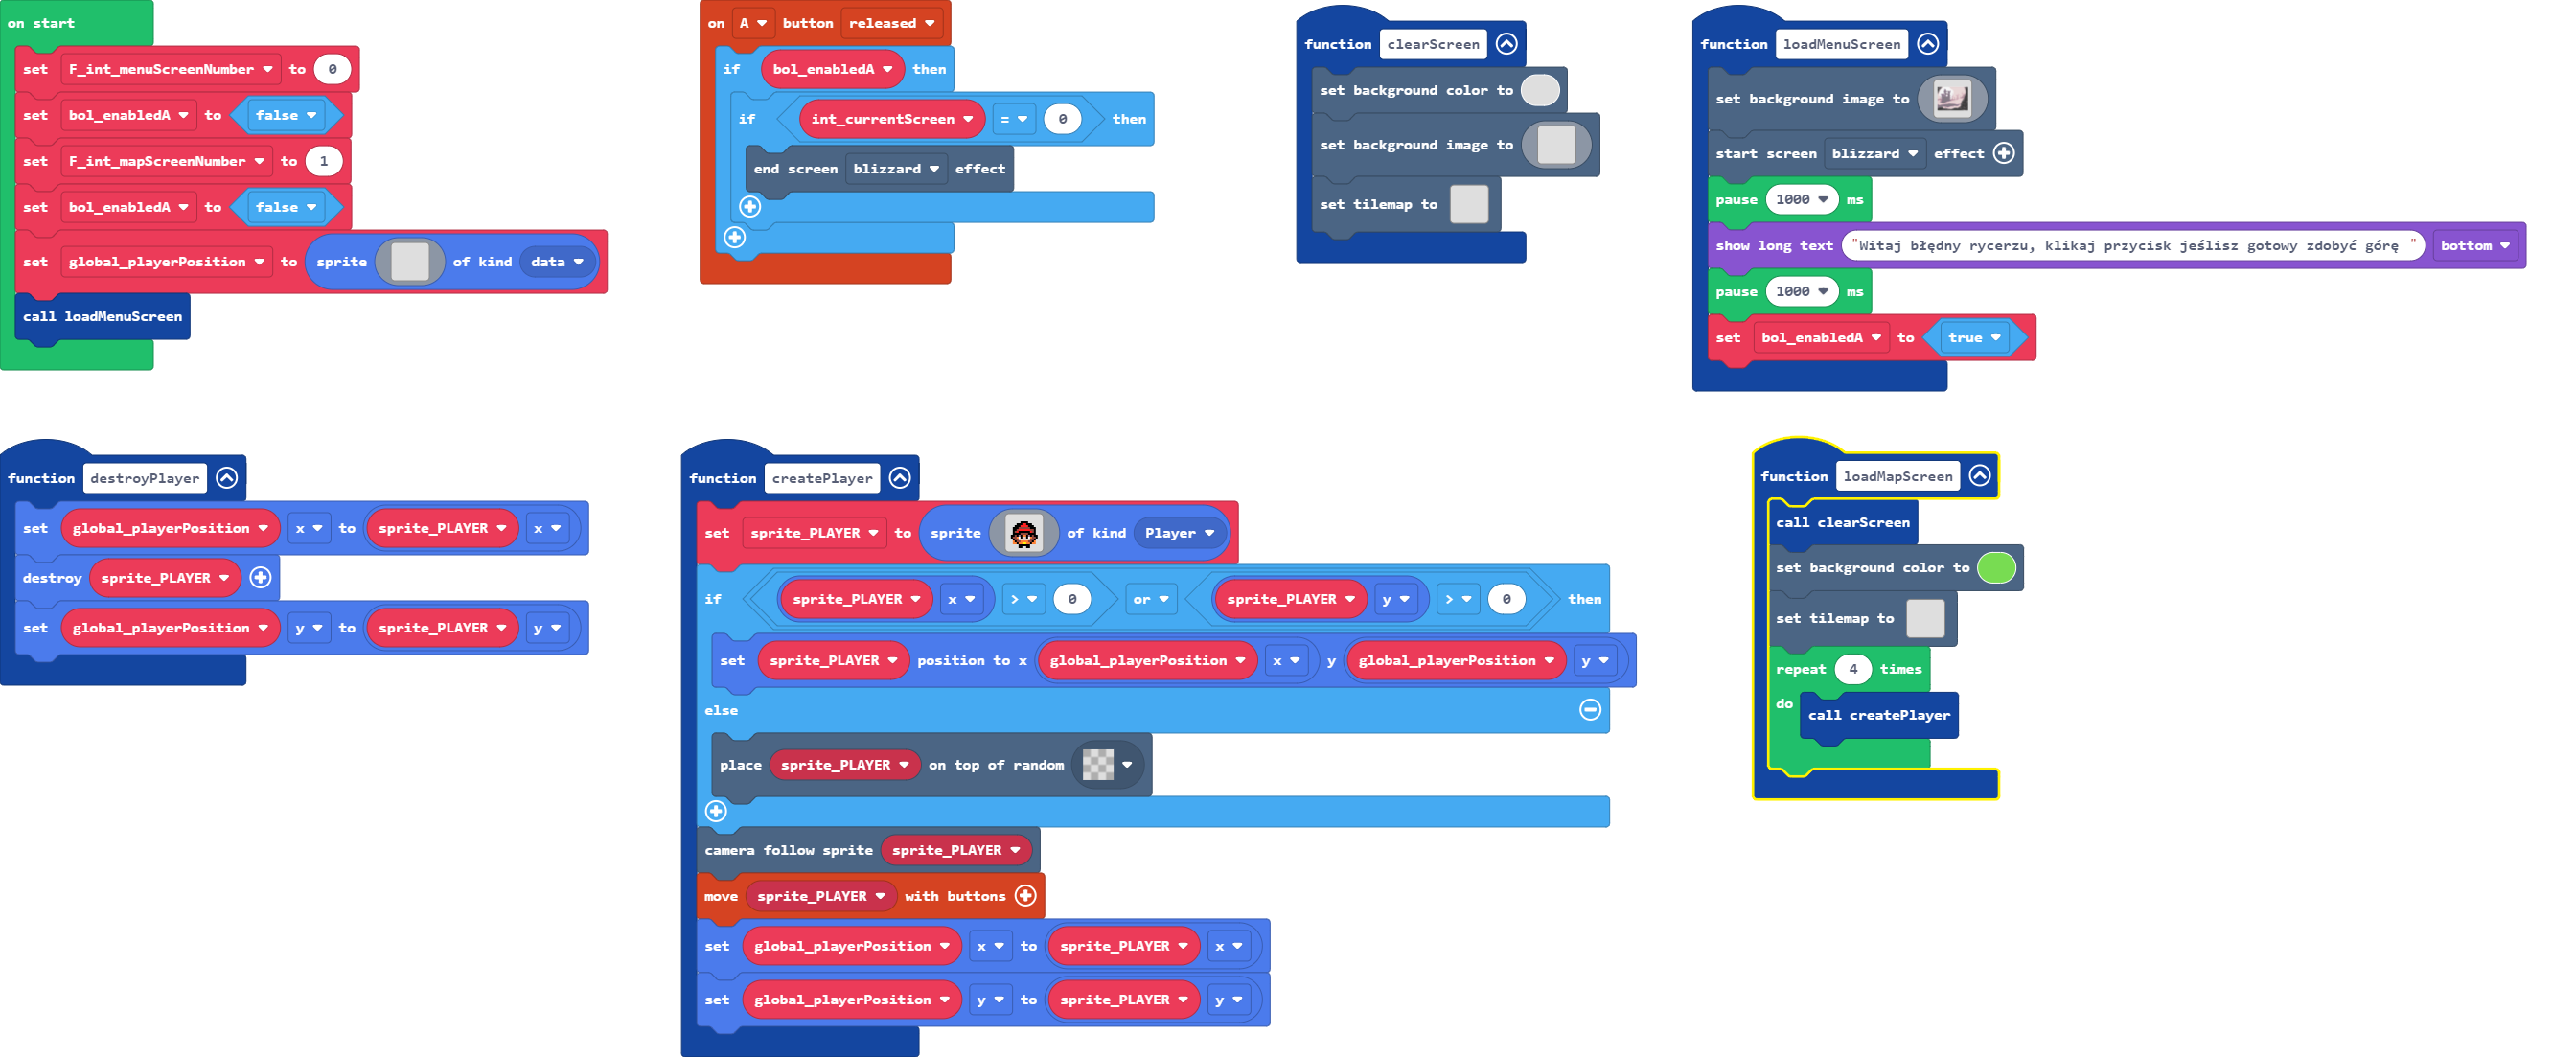 on start
set F_int_menuScreenNumber to 0
set bol_enabledA to false
set F_int_mapScreenNumber to 1
set bol_enabledA to false
set global_playerPosition to sprite of kind data
call loadMenuScreen
on A button released
if bol_enabledA then
if int_currentScreen = 0 then
end screen blizzard effect
function clearScreen
set background color to
set background image to
set tilemap to
function loadMenuScreen
set background image to
start screen blizzard effect
pause 1000 ms
show long text "Witaj błędny rycerzu, klikaj przycisk jeślisz gotowy zdobyć górę " bottom
pause 1000 ms
set bol_enabledA to true
function destroyPlayer
set global_playerPosition x to sprite_PLAYER x
destroy sprite_PLAYER
set global_playerPosition y to sprite_PLAYER y
function createPlayer
set sprite_PLAYER to sprite of kind Player
if sprite_PLAYER x > 0 or sprite_PLAYER y > 0 then
set sprite_PLAYER position to x global_playerPosition x y global_playerPosition y
else
place sprite_PLAYER on top of random
camera follow sprite sprite_PLAYER
move sprite_PLAYER with buttons
set global_playerPosition x to sprite_PLAYER x
set global_playerPosition y to sprite_PLAYER y
function loadMapScreen
call clearScreen
set background color to
set tilemap to
repeat 4 times
do call createPlayer